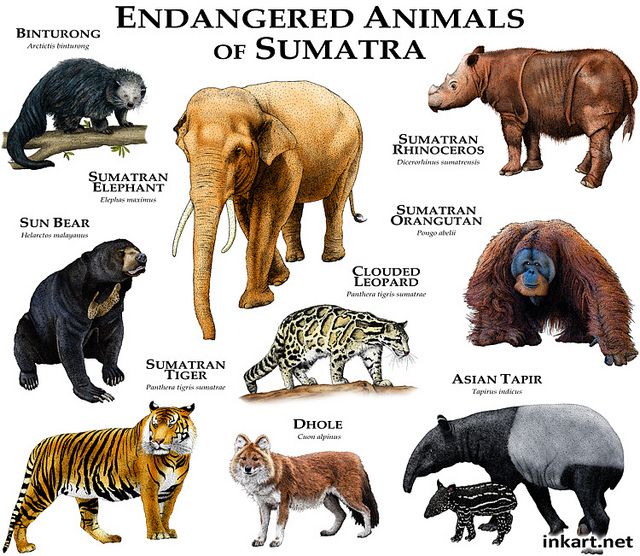 ENDANGERED ANIMALS
OF SUMATRA
BINTURONG
Arctictis binturong
SUMATRAN
ELEPHANT
Elephas maximus
SUMATRAN
RHINOCEROS
Dicerorhinus sumatrensis
SUN BEAR
Helarctos malayanus
SUMATRAN
ORANGUTAN
Pongo abelii
CLOUDED
LEOPARD
Panthera tigris sumatrae
SUMATRAN
TIGER
Panthera tigris sumatrae
DHOLE
Cuon alpinus
ASIAN TAPIR
Tapirus indicus
inkart.net